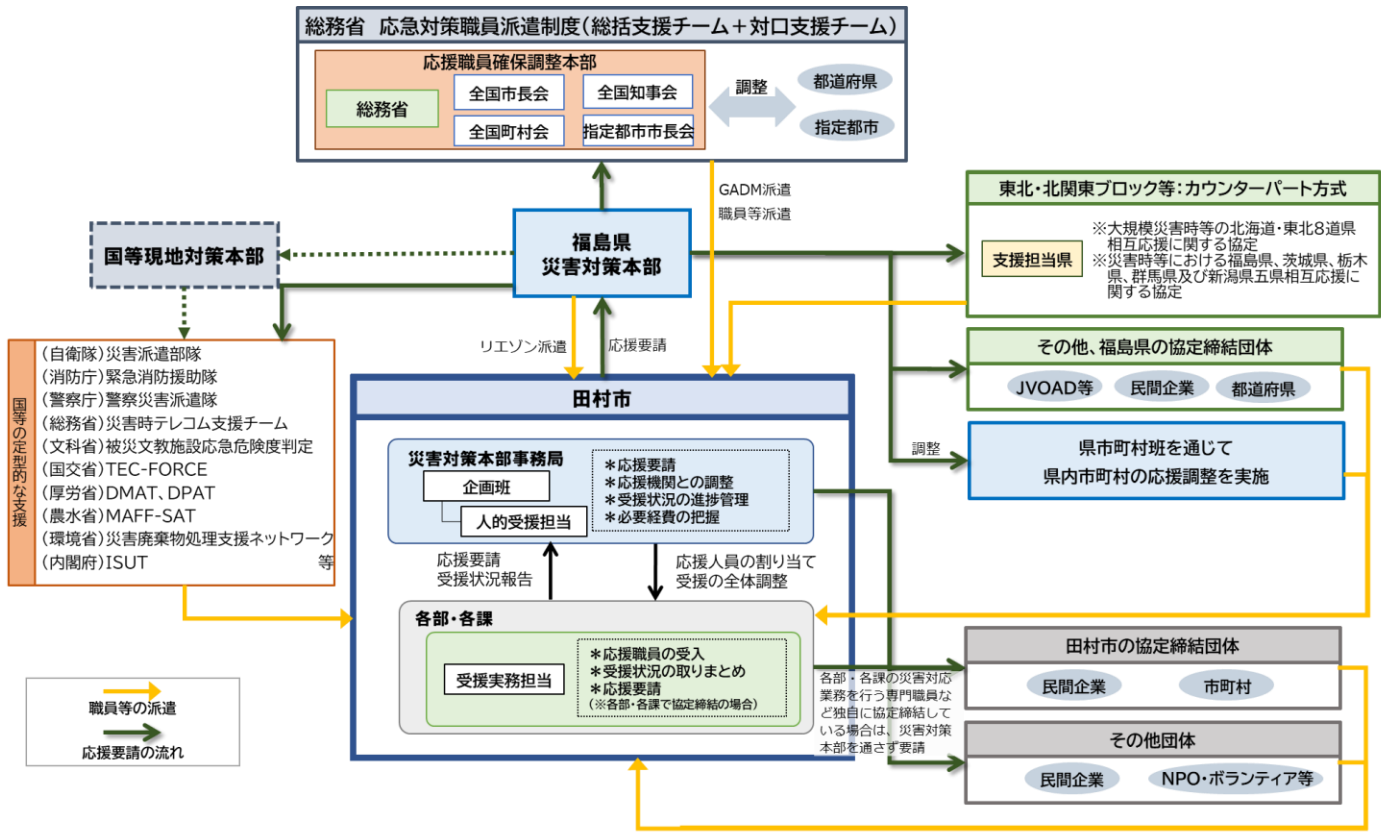 総務省 応急対策職員派遣制度(総括支援チーム＋対口支援チーム)
応援職員確保調整本部
総務省
全国市長会
全国知事会
全国町村会
指定都市市長会
調整
都道府県
指定都市
GADM派遣
職員等派遣
国等現地対策本部
福島県
災害対策本部
東北・北関東ブロック等：カウンターパート方式
支援担当県
※大規模災害時等の北海道・東北8道県
相互応援に関する協定
※災害時等における福島県、茨城県、栃木
県、群馬県及び新潟県五県相互応援に
関する協定
リエゾン派遣
応援要請
その他、福島県の協定締結団体
JVOAD等
民間企業
都道府県
調整
県市町村班を通じて
県内市町村の応援調整を実施
国等の定型的な支援
(自衛隊)災害派遣部隊
(消防庁)緊急消防援助隊
(警察庁)警察災害派遣隊
(総務省)災害時テレコム支援チーム
(文科省)被災文教施設応急危険度判定
(国交省)TEC-FORCE
(厚労省)DMAT、DPAT
(農水省)MAFF-SAT
(環境省)災害廃棄物処理支援ネットワーク
(内閣府)ISUT 等
田村市
災害対策本部事務局
企画班
人的受援担当
＊応援要請
＊応援機関との調整
＊受援状況の進捗管理
＊必要経費の把握
応援要請
受援状況報告
応援人員の割り当て
受援の全体調整
各部・各課
受援実務担当
＊応援職員の受入
＊受援状況の取りまとめ
＊応援要請
(※各部・各課で協定締結の場合)
各部・各課の災害対応
業務を行う専門職員な
ど独自に協定締結して
いる場合は、災害対策
本部を通さず要請
田村市の協定締結団体
民間企業
市町村
その他団体
民間企業
NPO・ボランティア等
職員等の派遣
応援要請の流れ